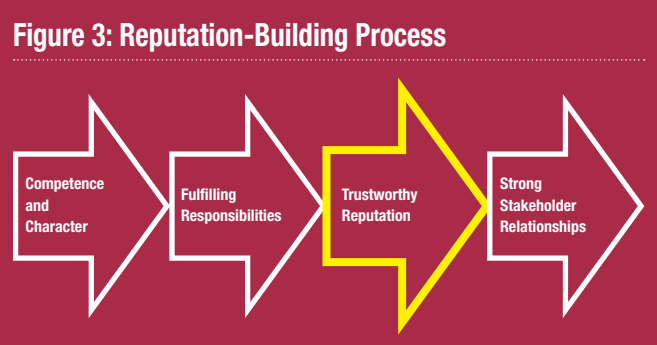 Figure 3: Reputation-Building Process
Competence
and
Character
Fulfilling
Responsibilities
Trustworthy
Reputation
Strong
Stakeholder
Relationships